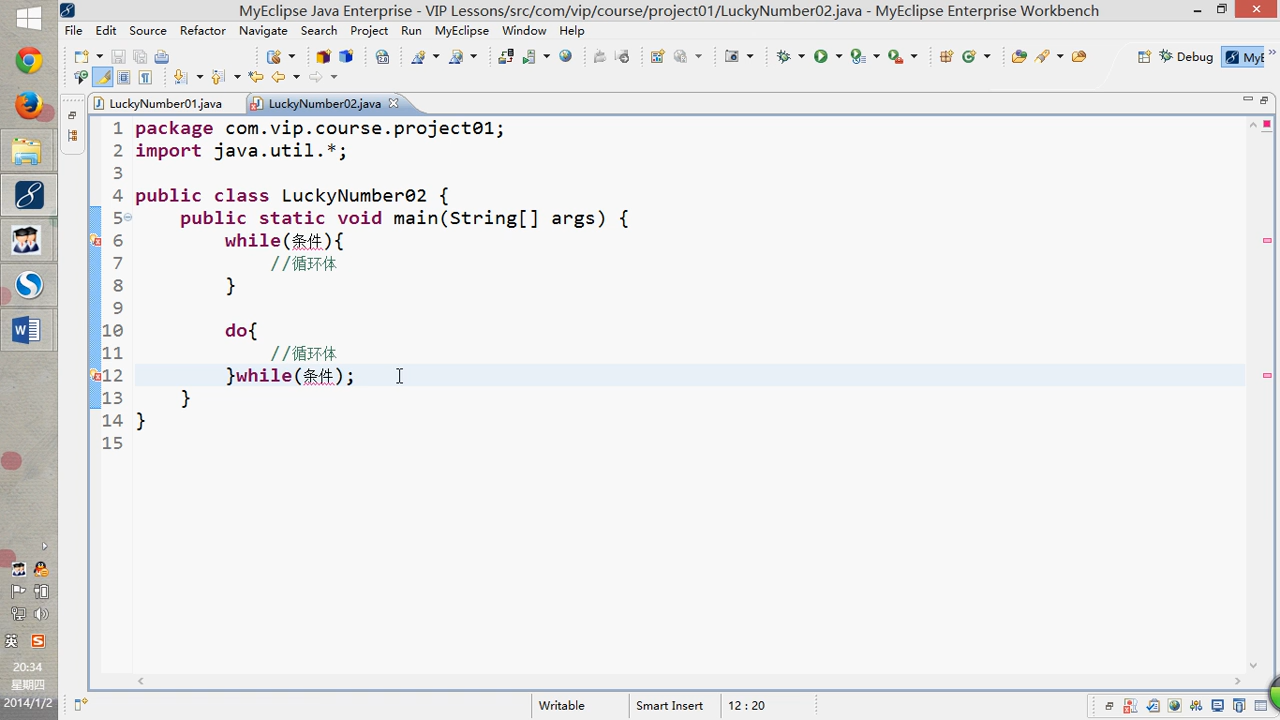 MyEclipse Java Enterprise - VIP Lessons/src/com/vip/course/project01/LuckyNumber02.java - MyEclipse Enterprise Workbench
File Edit Source Refactor Navigate Search Project Run MyEclipse Window Help
Debug MyE
LuckyNumber01.java LuckyNumber02.java
1 package com.vip.course.project01;
2 import java.util.*;
3
4 public class LuckyNumber02 {
5 public static void main(String[] args) {
6 while(条件){
7 //循环体
8 }
9
10 do{
11 //循环体
12 }while(条件);
13 }
14 }
15
英
20:34
星期四
2014/1/2
Writable Smart Insert 12 : 20